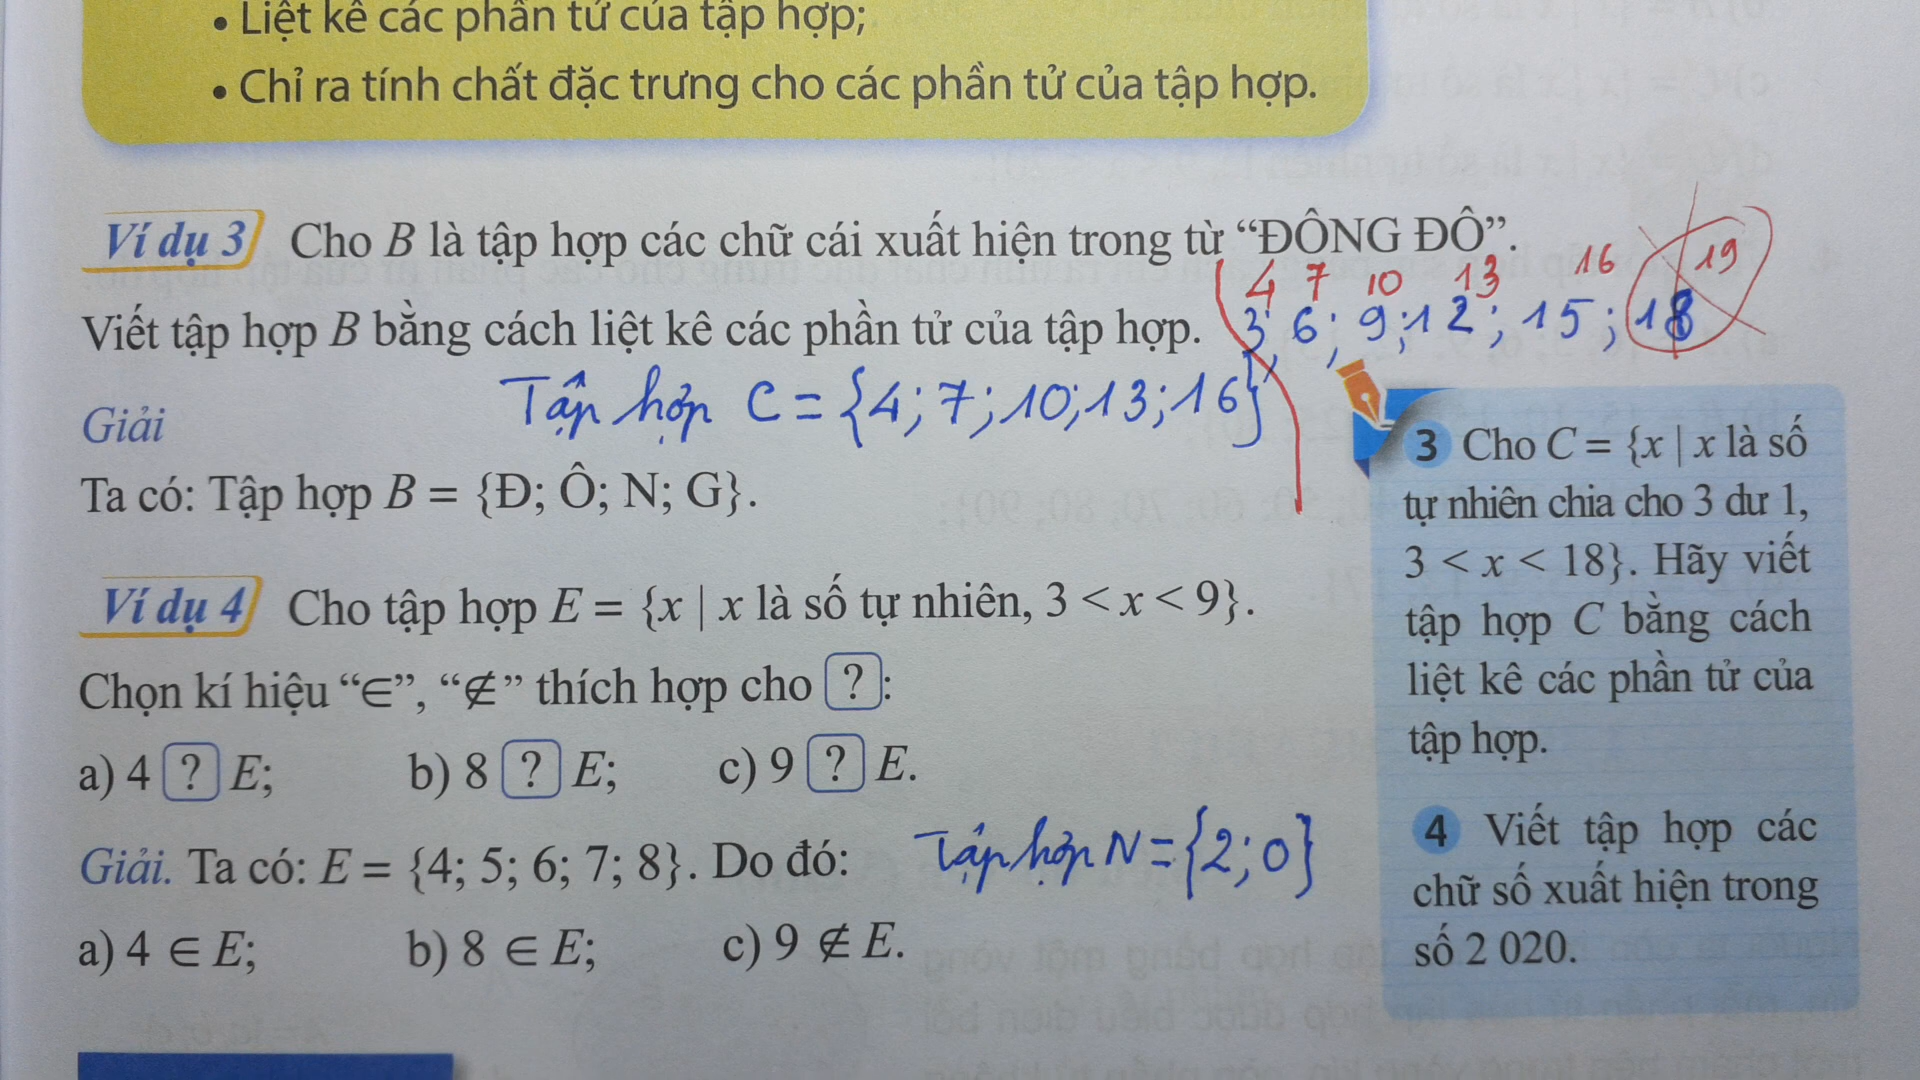 • Liệt kê các phần tử của tập hợp;
• Chỉ ra tính chất đặc trưng cho các phần tử của tập hợp.
Ví dụ 3 Cho B là tập hợp các chữ cái xuất hiện trong từ “ĐÔNG ĐÔ”.
4 7 10 13 16 19
Viết tập hợp B bằng cách liệt kê các phần tử của tập hợp.
3; 6; 9; 12; 15; 18
Tập hợp C = {4; 7; 10; 13; 16}
Giải
Ta có: Tập hợp B = {Đ; Ô; N; G}.
Ví dụ 4 Cho tập hợp E = {x | x là số tự nhiên, 3 < x < 9}.
Chọn kí hiệu “∈”, “∉” thích hợp cho ?:
a) 4 ? E; b) 8 ? E; c) 9 ? E.
Giải. Ta có: E = {4; 5; 6; 7; 8}. Do đó:
Tập hợp N = {2; 0}
a) 4 ∈ E; b) 8 ∈ E; c) 9 ∉ E.
3 Cho C = {x | x là số
tự nhiên chia cho 3 dư 1,
3 < x < 18}. Hãy viết
tập hợp C bằng cách
liệt kê các phần tử của
tập hợp.
4 Viết tập hợp các
chữ số xuất hiện trong
số 2 020.